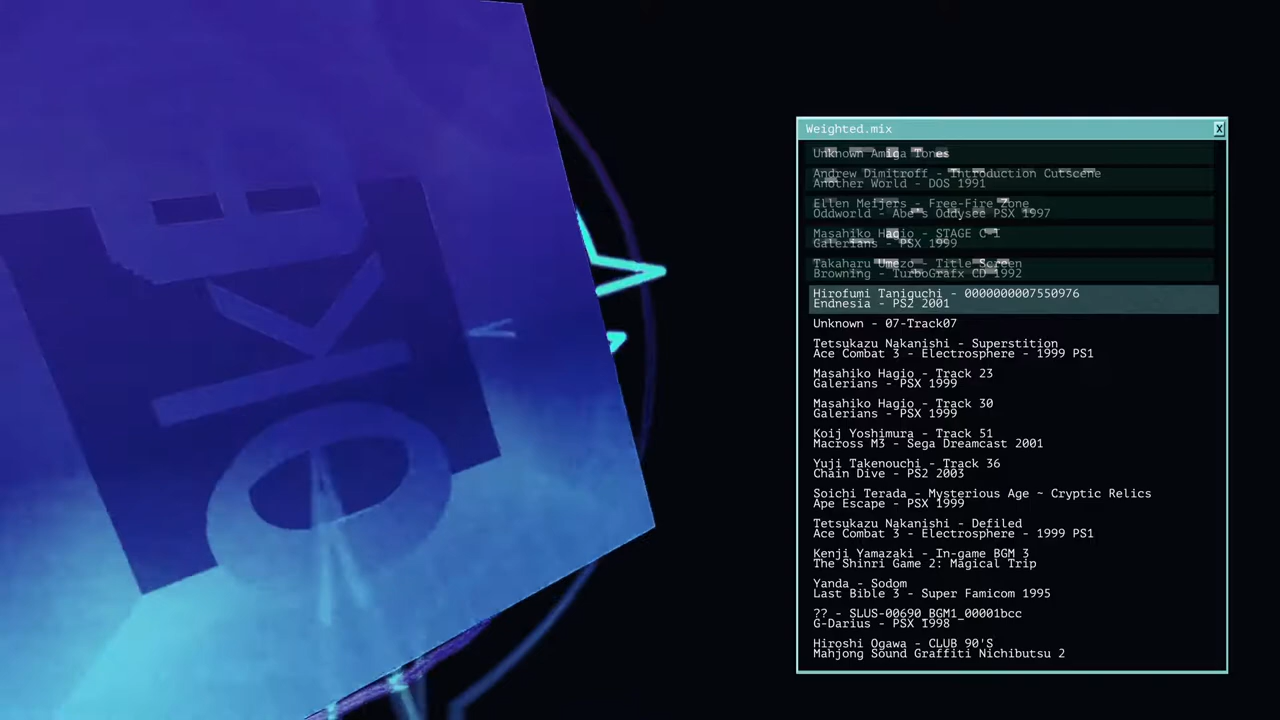 Weighted.mix
X
Unknown Amiga Tones
Andrew Dimitroff - Introduction Cutscene
Another World - DOS 1991
Ellen Meijers - Free-Fire Zone
Oddworld - Abe's Oddysee PSX 1997
Masahiko Hagio - STAGE C-1
Galerians - PSX 1999
Takaharu Umezo - Title Screen
Browning - TurboGrafx CD 1992
Hirofumi Taniguchi - 0000000007550976
Endnesia - PS2 2001
Unknown - 07-Track07
Tetsukazu Nakanishi - Superstition
Ace Combat 3 - Electrosphere - 1999 PS1
Masahiko Hagio - Track 23
Galerians - PSX 1999
Masahiko Hagio - Track 30
Galerians - PSX 1999
Koij Yoshimura - Track 51
Macross M3 - Sega Dreamcast 2001
Yuji Takenouchi - Track 36
Chain Dive - PS2 2003
Soichi Terada - Mysterious Age ~ Cryptic Relics
Ape Escape - PSX 1999
Tetsukazu Nakanishi - Defiled
Ace Combat 3 - Electrosphere - 1999 PS1
Kenji Yamazaki - In-game BGM 3
The Shinri Game 2: Magical Trip
Yanda - Sodom
Last Bible 3 - Super Famicom 1995
?? - SLUS-00690_BGM1_00001bcc
G-Darius - PSX 1998
Hiroshi Ogawa - CLUB 90'S
Mahjong Sound Graffiti Nichibutsu 2